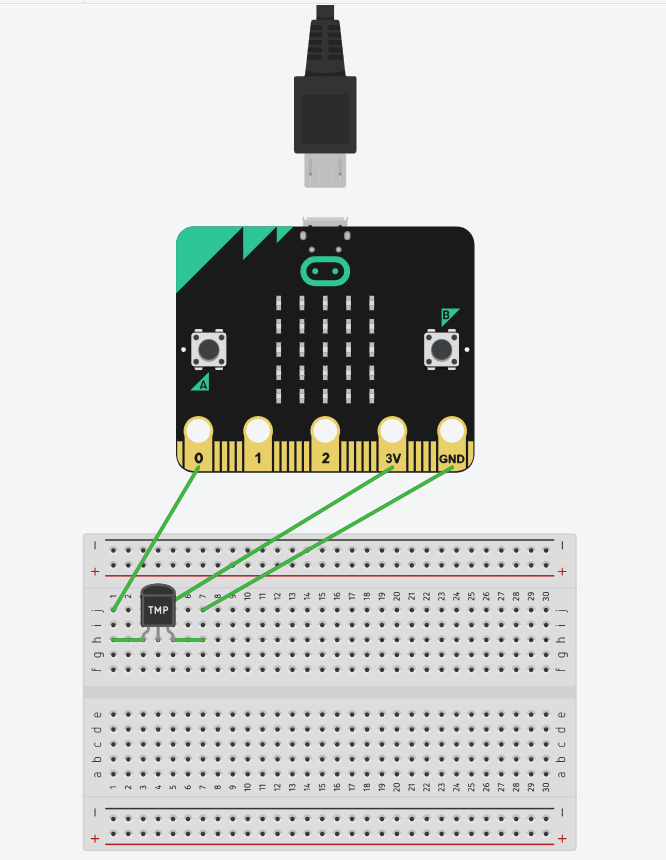 B
A
0 1 2 3V GND
− −
+ +
1 2 6 7 8 9 10 11 12 13 14 15 16 17 18 19 20 21 22 23 24 25 26 27 28 29 30
j TMP j
i i
h h
g g
f f
e e
d d
c c
b b
a a
1 2 3 4 5 6 7 8 9 10 11 12 13 14 15 16 17 18 19 20 21 22 23 24 25 26 27 28 29 30
− −
+ +